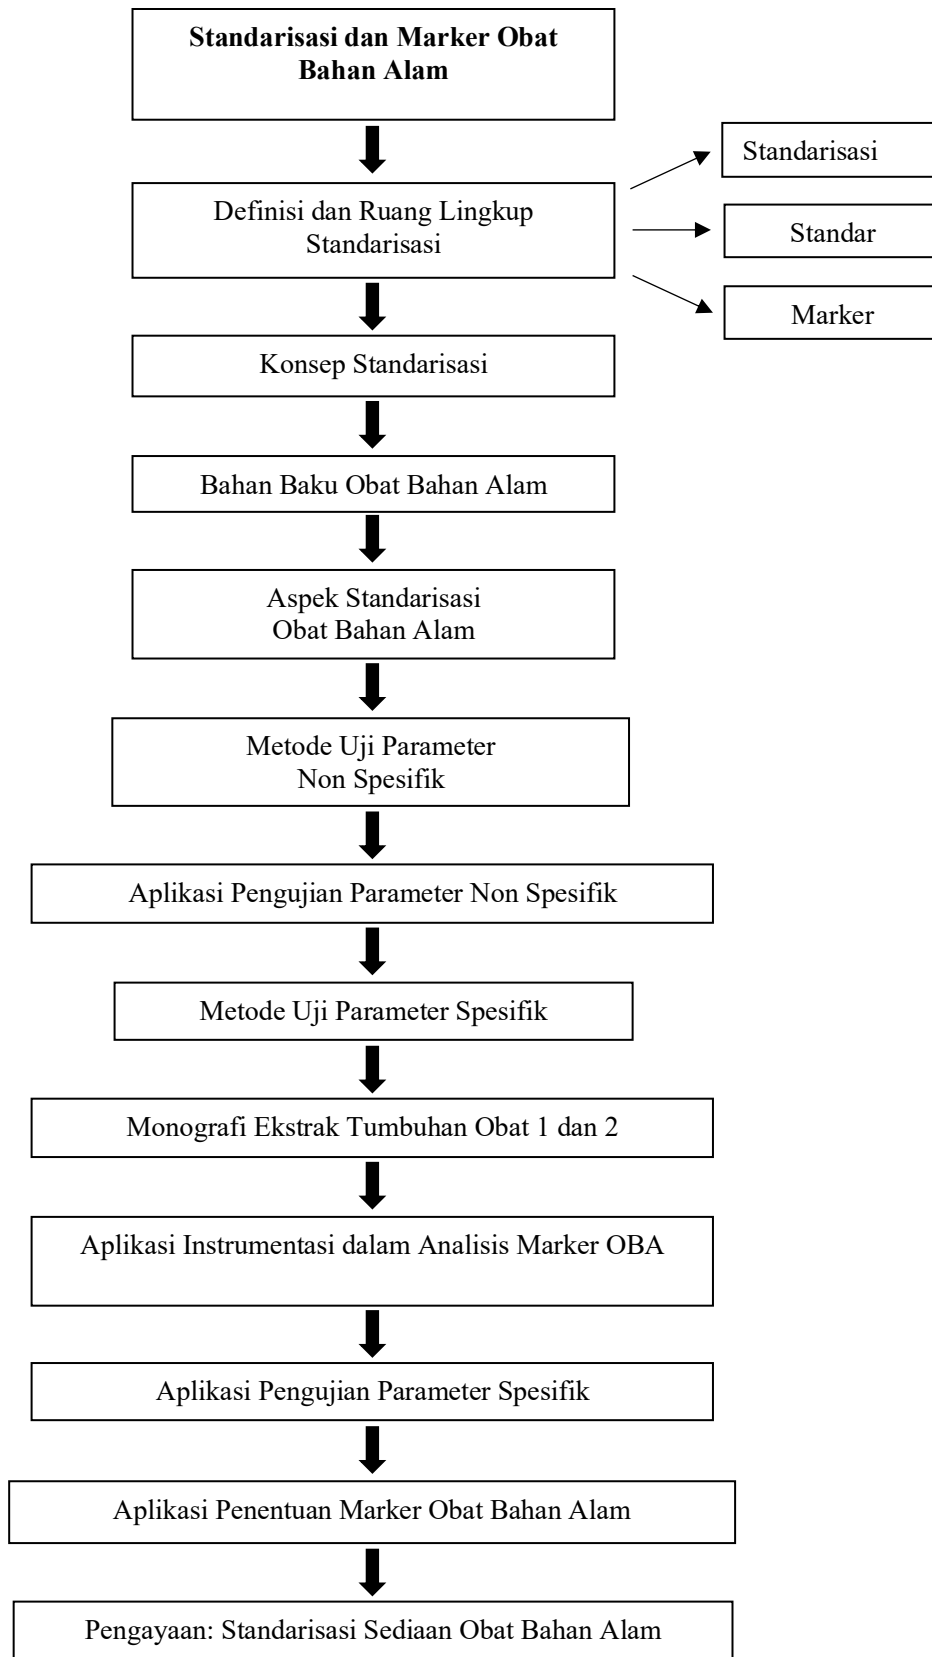 Standarisasi dan Marker Obat
Bahan Alam
Definisi dan Ruang Lingkup
Standarisasi
Standarisasi
Standar
Marker
Konsep Standarisasi
Bahan Baku Obat Bahan Alam
Aspek Standarisasi
Obat Bahan Alam
Metode Uji Parameter
Non Spesifik
Aplikasi Pengujian Parameter Non Spesifik
Metode Uji Parameter Spesifik
Monografi Ekstrak Tumbuhan Obat 1 dan 2
Aplikasi Instrumentasi dalam Analisis Marker OBA
Aplikasi Pengujian Parameter Spesifik
Aplikasi Penentuan Marker Obat Bahan Alam
Pengayaan: Standarisasi Sediaan Obat Bahan Alam